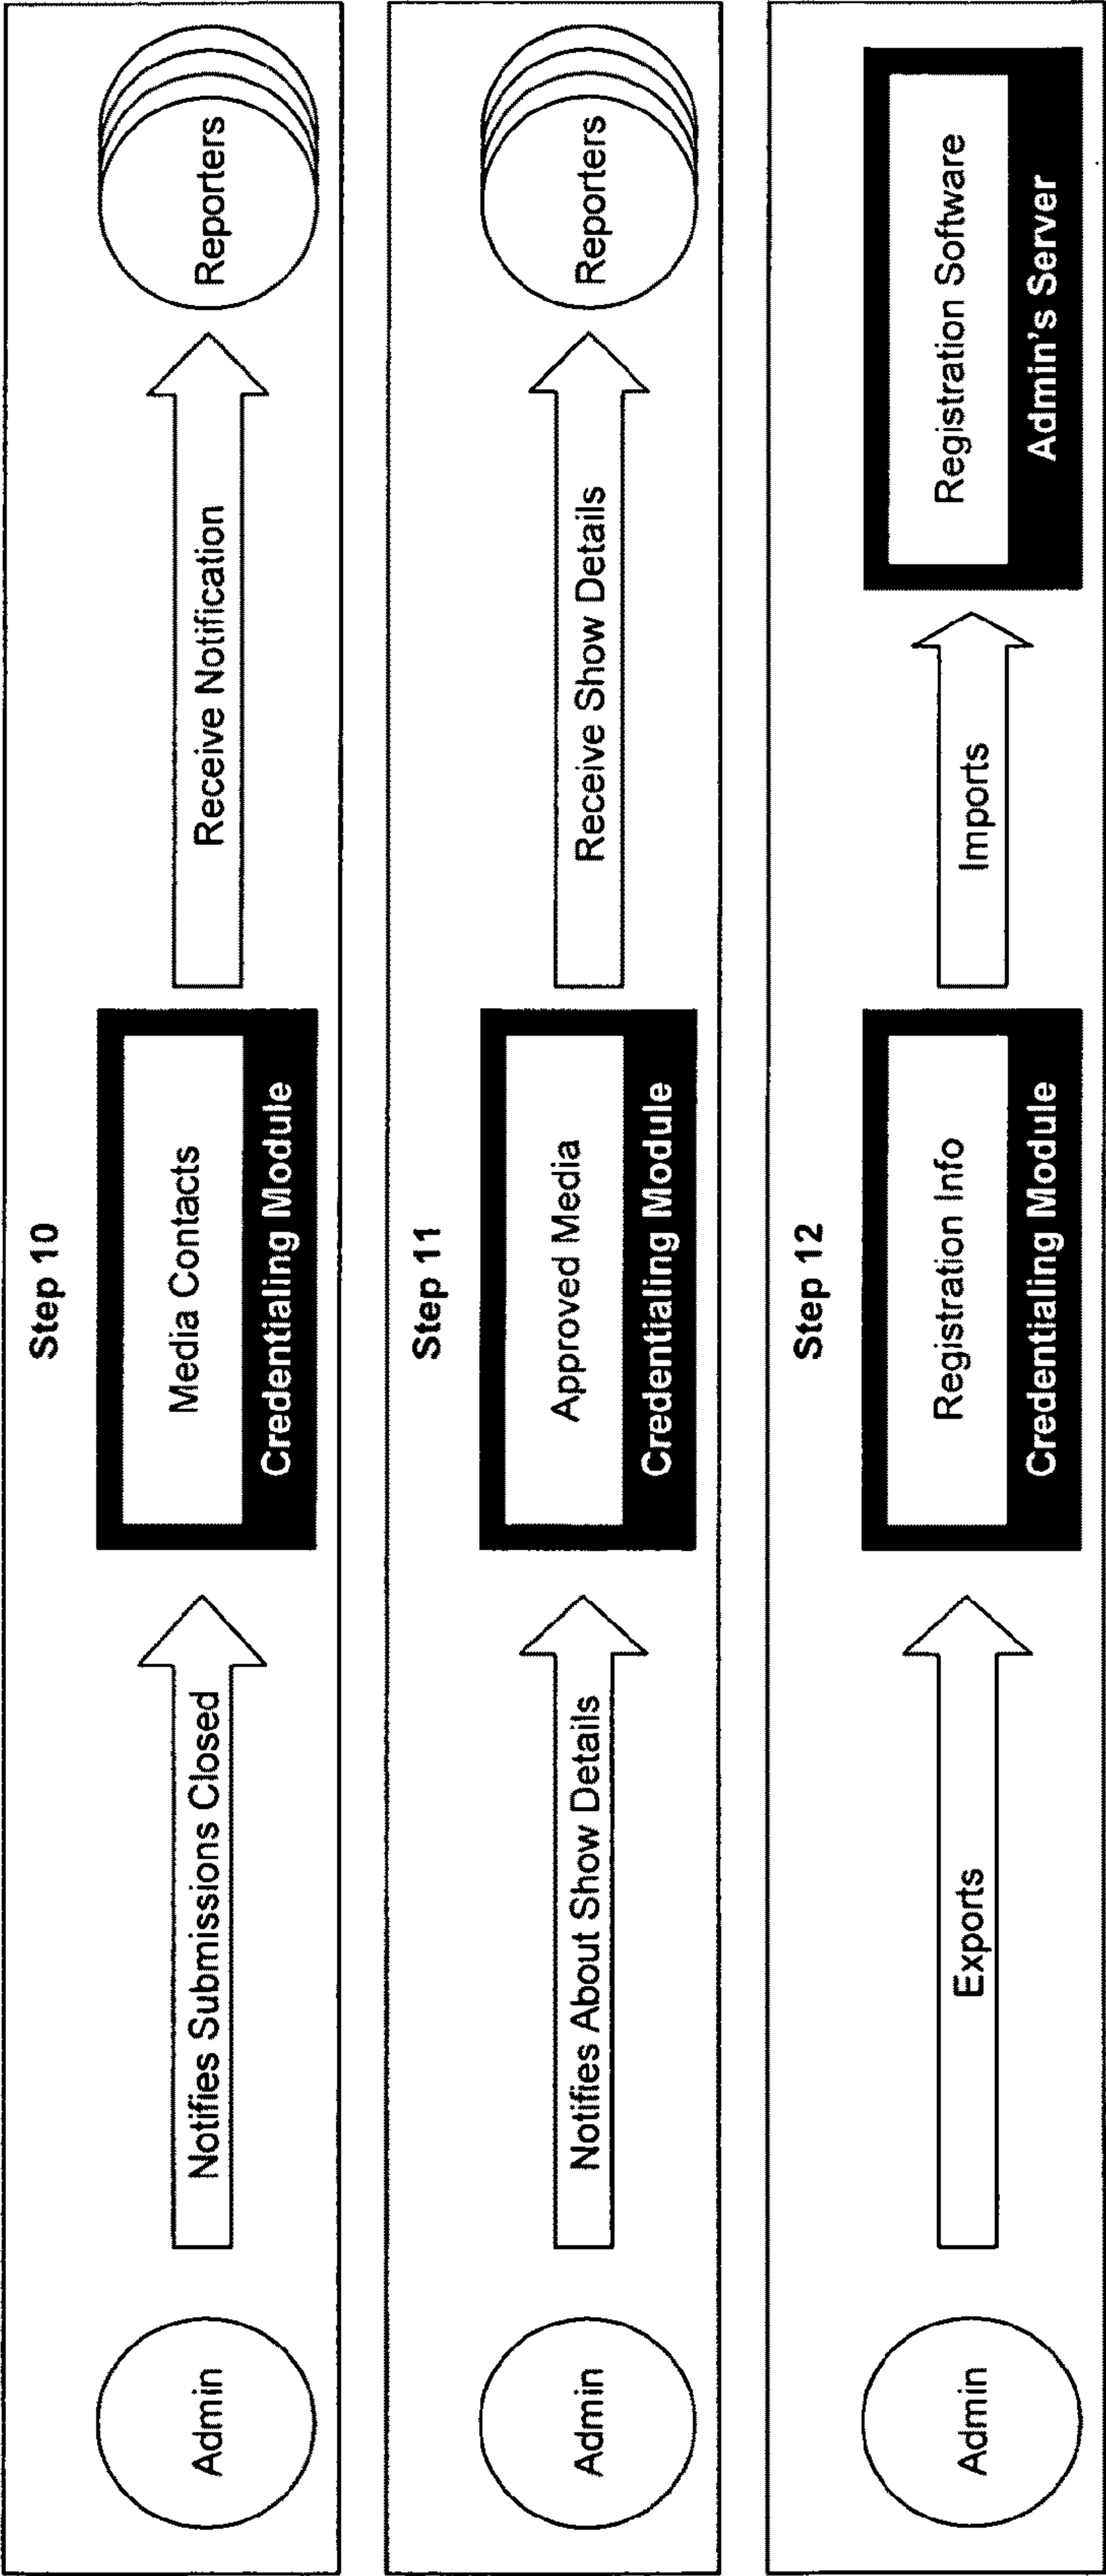 Step 10
Admin
Notifies Submissions Closed
Media Contacts
Credentialing Module
Receive Notification
Reporters
Step 11
Admin
Notifies About Show Details
Approved Media
Credentialing Module
Receive Show Details
Reporters
Step 12
Admin
Exports
Registration Info
Credentialing Module
Imports
Registration Software
Admin's Server